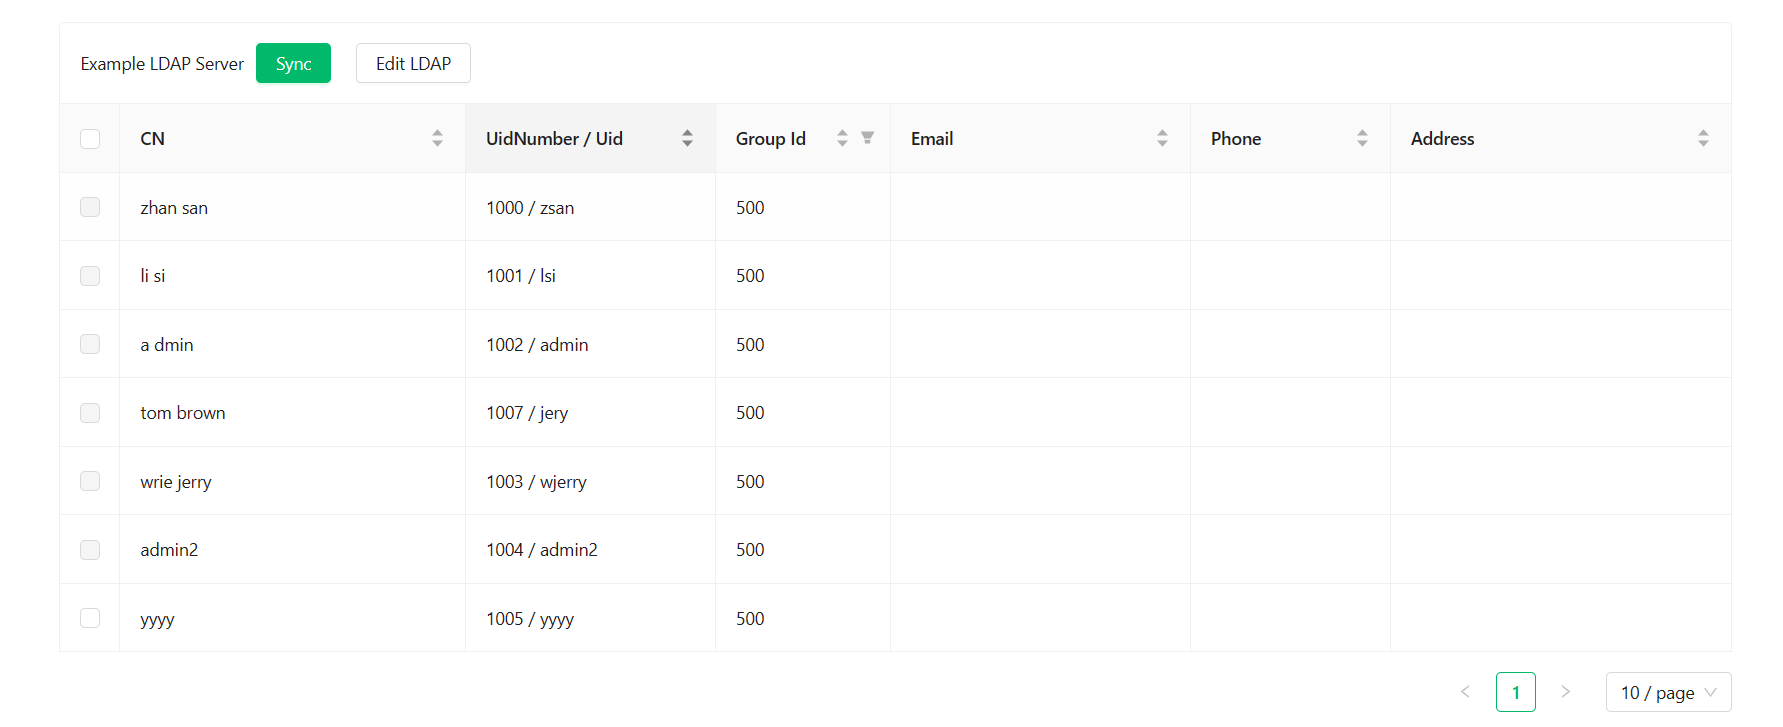 Example LDAP Server Sync Edit LDAP
CN UidNumber / Uid Group Id Email Phone Address
zhan san 1000 / zsan 500
li si 1001 / lsi 500
a dmin 1002 / admin 500
tom brown 1007 / jery 500
wrie jerry 1003 / wjerry 500
admin2 1004 / admin2 500
yyyy 1005 / yyyy 500
1 10 / page